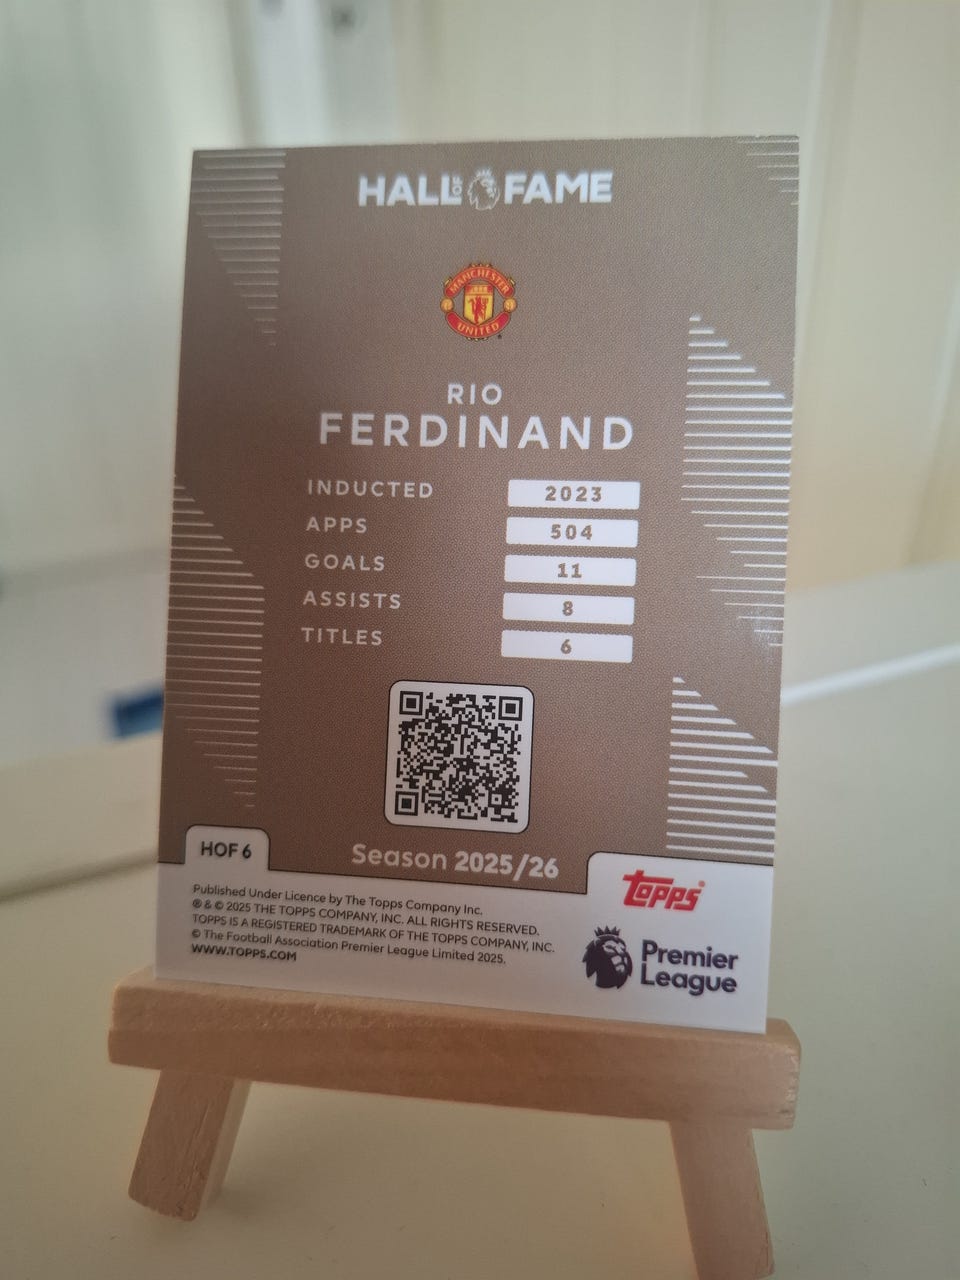 HALL OF FAME
MANCHESTER
UNITED
RIO
FERDINAND
INDUCTED 2023
APPS 504
GOALS 11
ASSISTS 8
TITLES 6
HOF 6
Season 2025/26
Published Under Licence by The Topps Company Inc.
® & © 2025 THE TOPPS COMPANY, INC. ALL RIGHTS RESERVED.
TOPPS IS A REGISTERED TRADEMARK OF THE TOPPS COMPANY, INC.
© The Football Association Premier League Limited 2025.
WWW.TOPPS.COM
topps
Premier
League